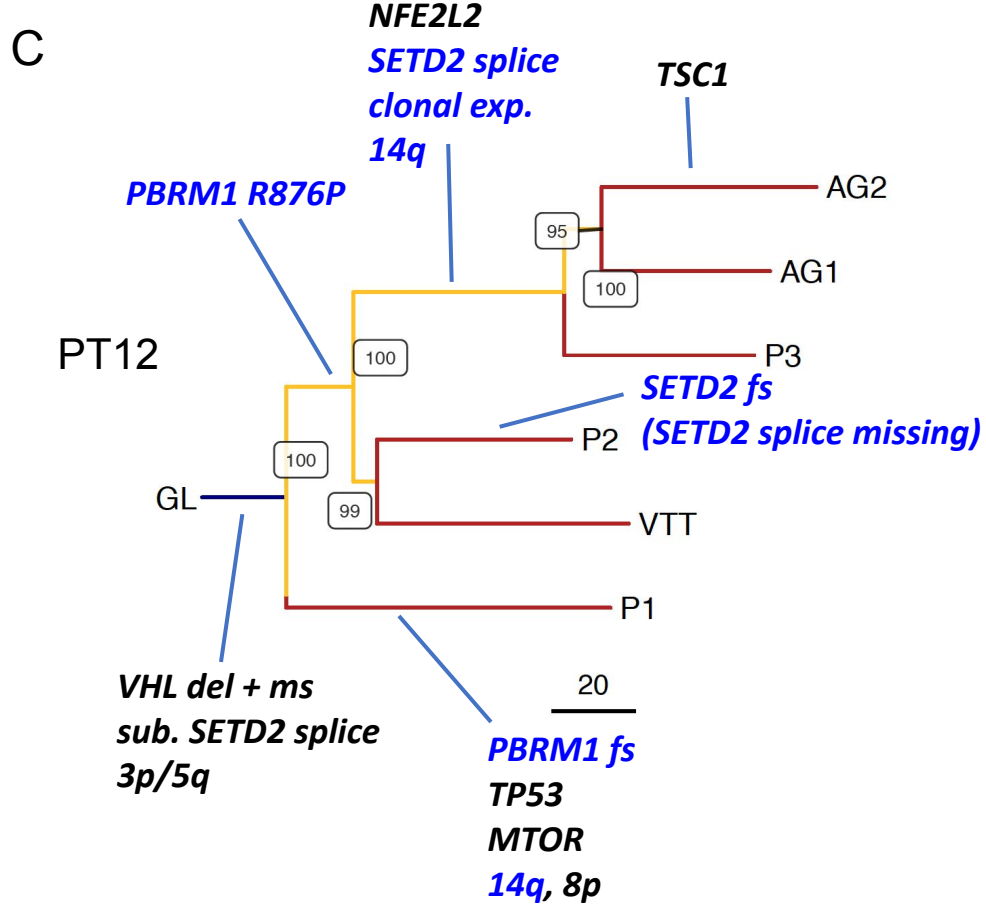 C
NFE2L2
SETD2 splice
clonal exp.
14q
TSC1
PBRM1 R876P
AG2
95
AG1
100
PT12
100
P3
SETD2 fs
(SETD2 splice missing)
P2
100
GL
99
VTT
P1
VHL del + ms
sub. SETD2 splice
3p/5q
20
PBRM1 fs
TP53
MTOR
14q, 8p